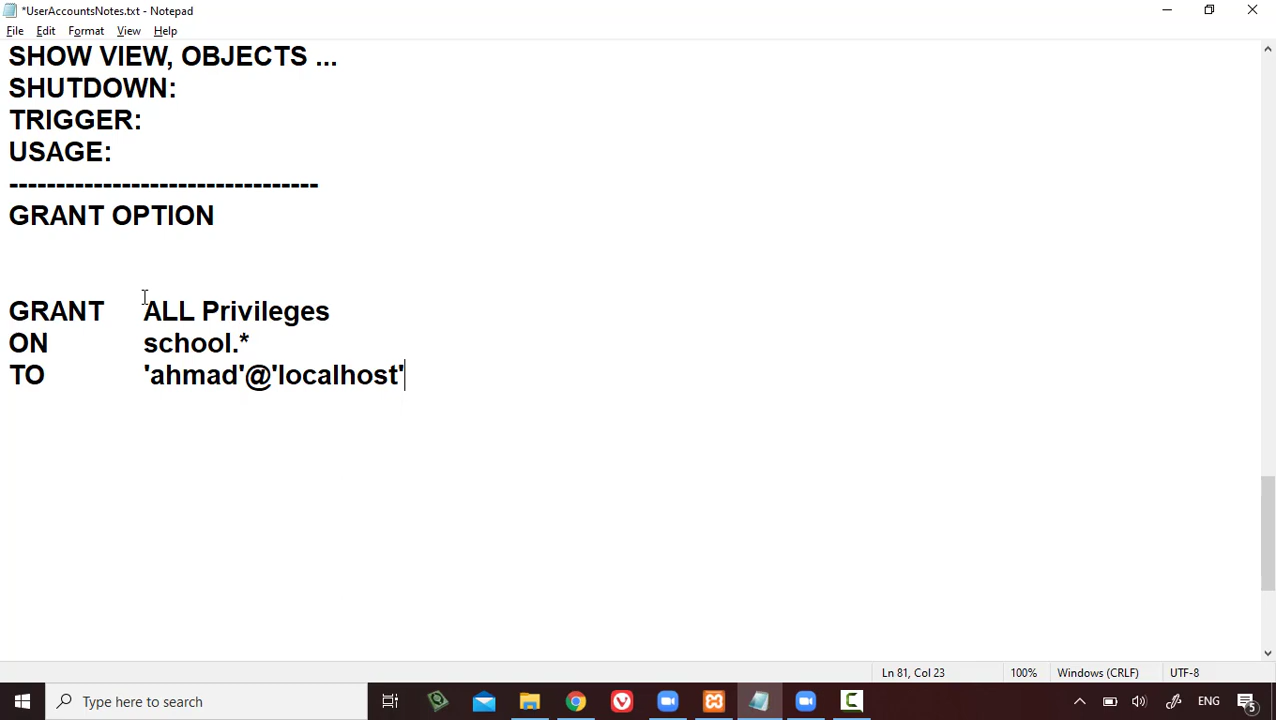 *UserAccountsNotes.txt - Notepad
File Edit Format View Help
SHOW VIEW, OBJECTS ...
SHUTDOWN:
TRIGGER:
USAGE:
---------------------------------
GRANT OPTION
GRANT ALL Privileges
ON school.*
TO 'ahmad'@'localhost'
Ln 81, Col 23 100% Windows (CRLF) UTF-8
Type here to search ENG 5